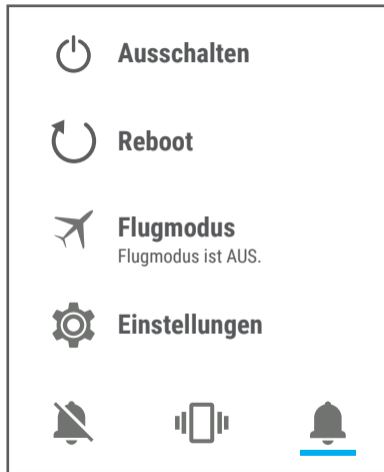 Ausschalten
Reboot
Flugmodus
Flugmodus ist AUS.
Einstellungen